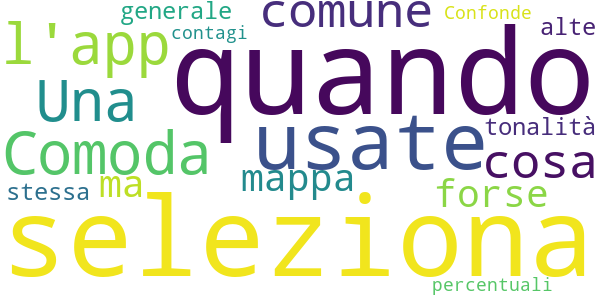 generale comune Confonde
l'app contagi quando alte
Una usate tonalità
Comoda mappa cosa
stessa ma forse
seleziona
percentuali